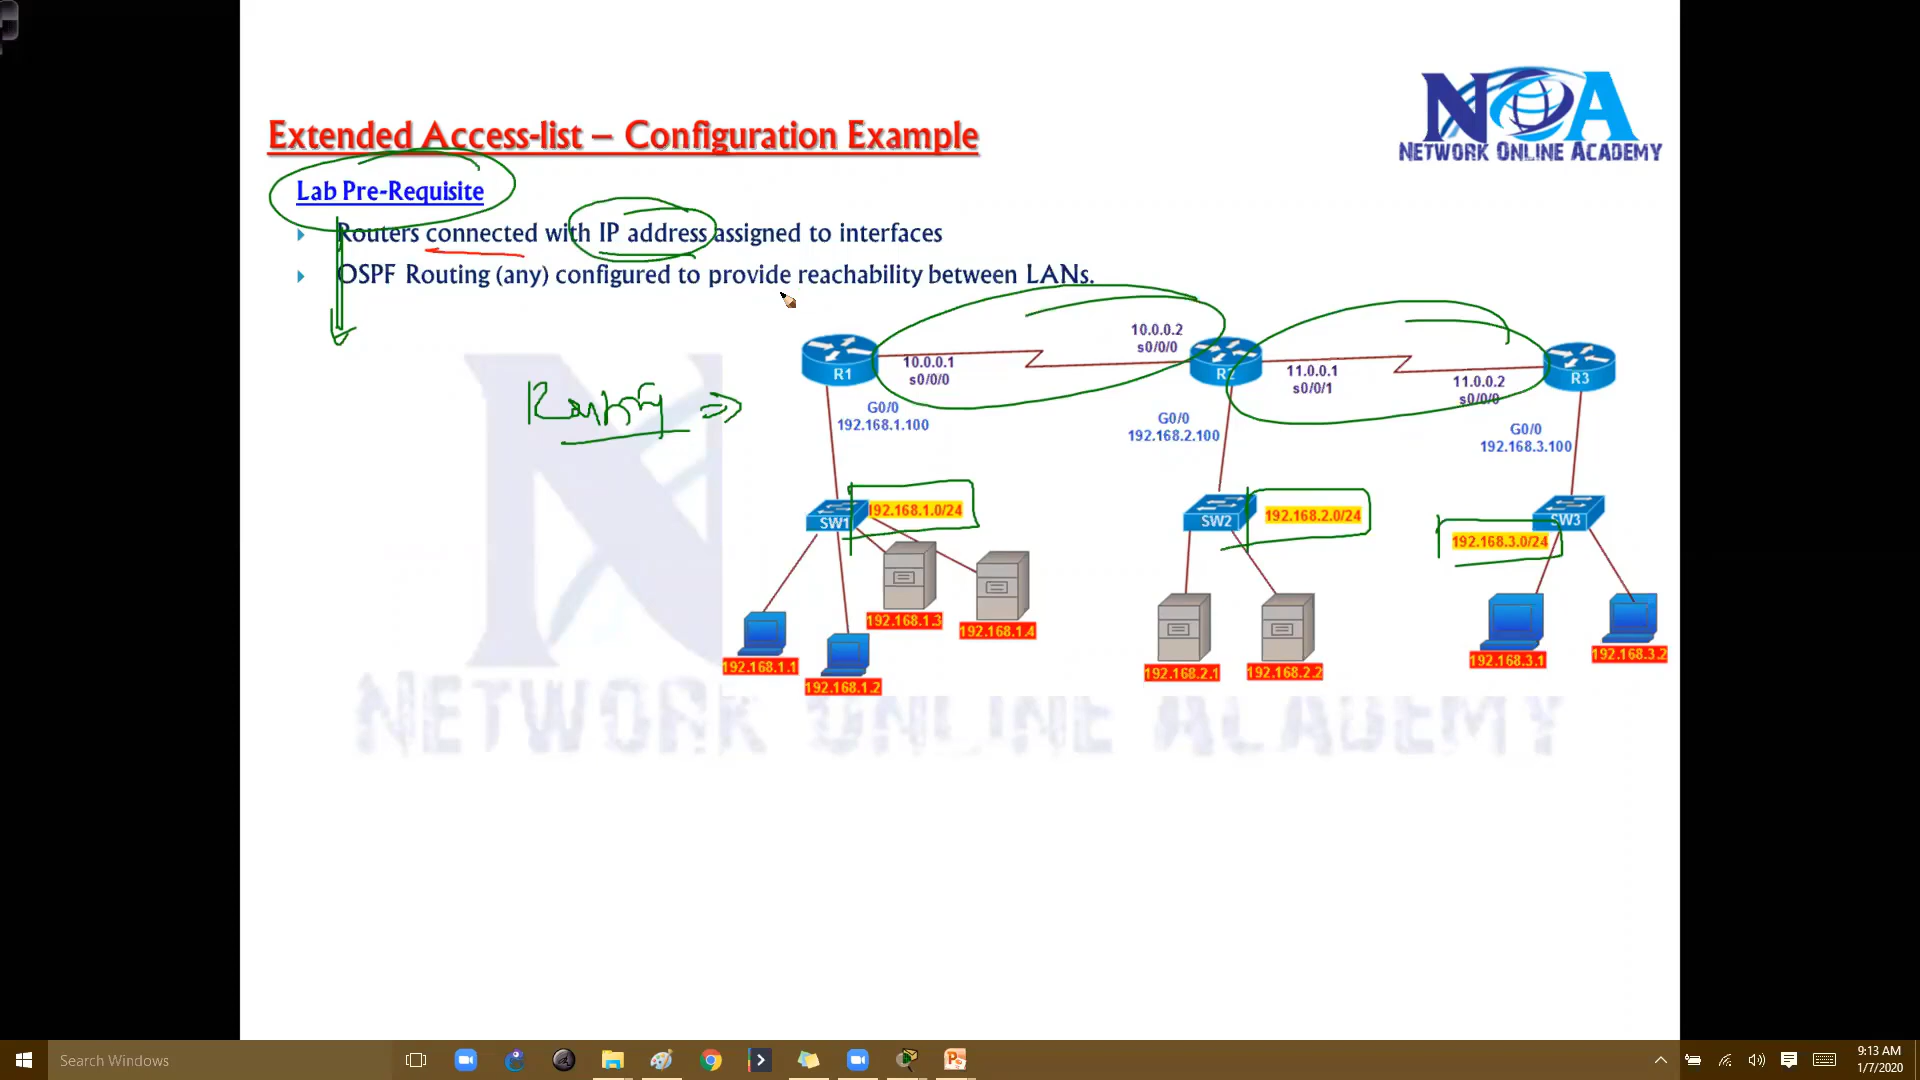 NOA
NETWORK ONLINE ACADEMY
Extended Access-list – Configuration Example
Lab Pre-Requisite
Routers connected with IP address assigned to interfaces
OSPF Routing (any) configured to provide reachability between LANs.
10.0.0.2
s0/0/0
R1
10.0.0.1
s0/0/0
R2
11.0.0.1
s0/0/1
11.0.0.2
s0/0/0
R3
G0/0
192.168.1.100
G0/0
192.168.2.100
G0/0
192.168.3.100
SW1
192.168.1.0/24
SW2
192.168.2.0/24
SW3
192.168.3.0/24
192.168.1.3
192.168.1.4
192.168.1.1
192.168.1.2
192.168.2.1
192.168.2.2
192.168.3.1
192.168.3.2
NETWORK ONLINE ACADEMY
Search Windows
9:13 AM
1/7/2020